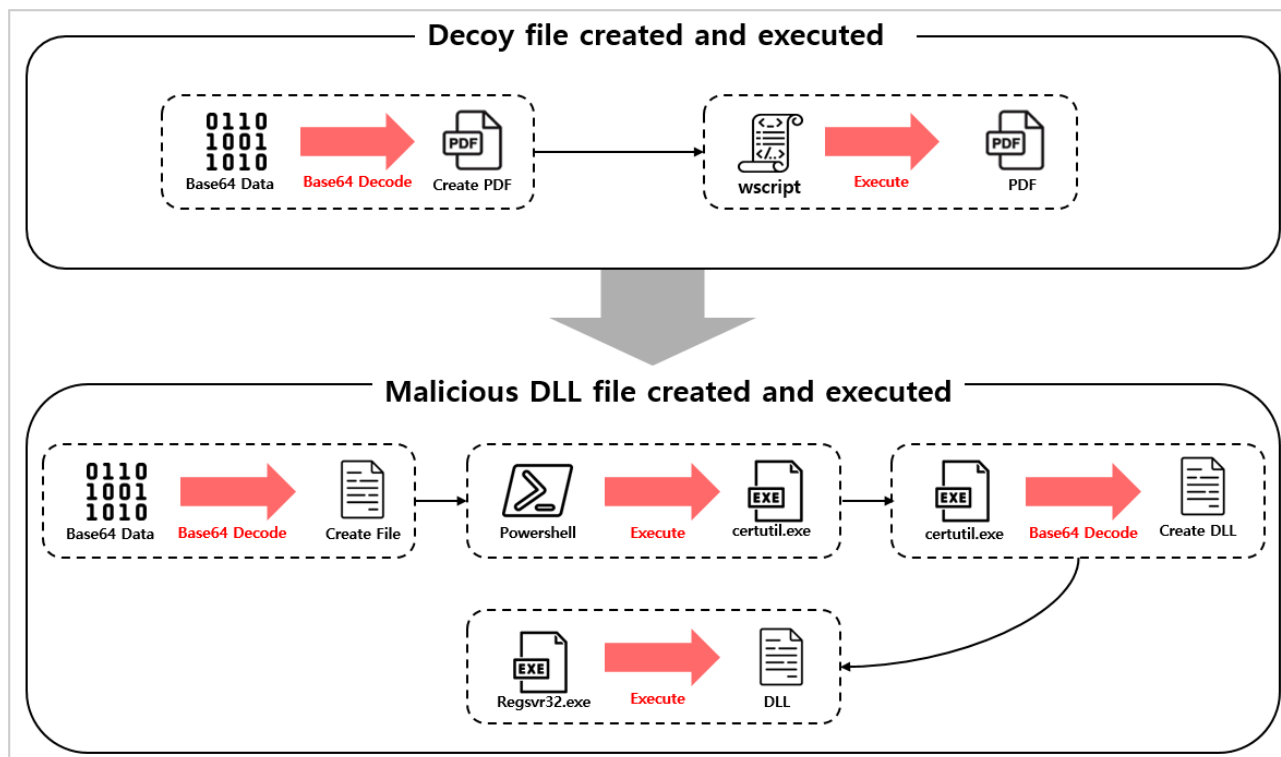 Decoy file created and executed
0110
1001
1010
Base64 Data
Base64 Decode
PDF
Create PDF
<_>
</..>
wscript
Execute
PDF
PDF
Malicious DLL file created and executed
0110
1001
1010
Base64 Data
Base64 Decode
Create File
Powershell
Execute
EXE
certutil.exe
EXE
certutil.exe
Base64 Decode
Create DLL
EXE
Regsvr32.exe
Execute
DLL